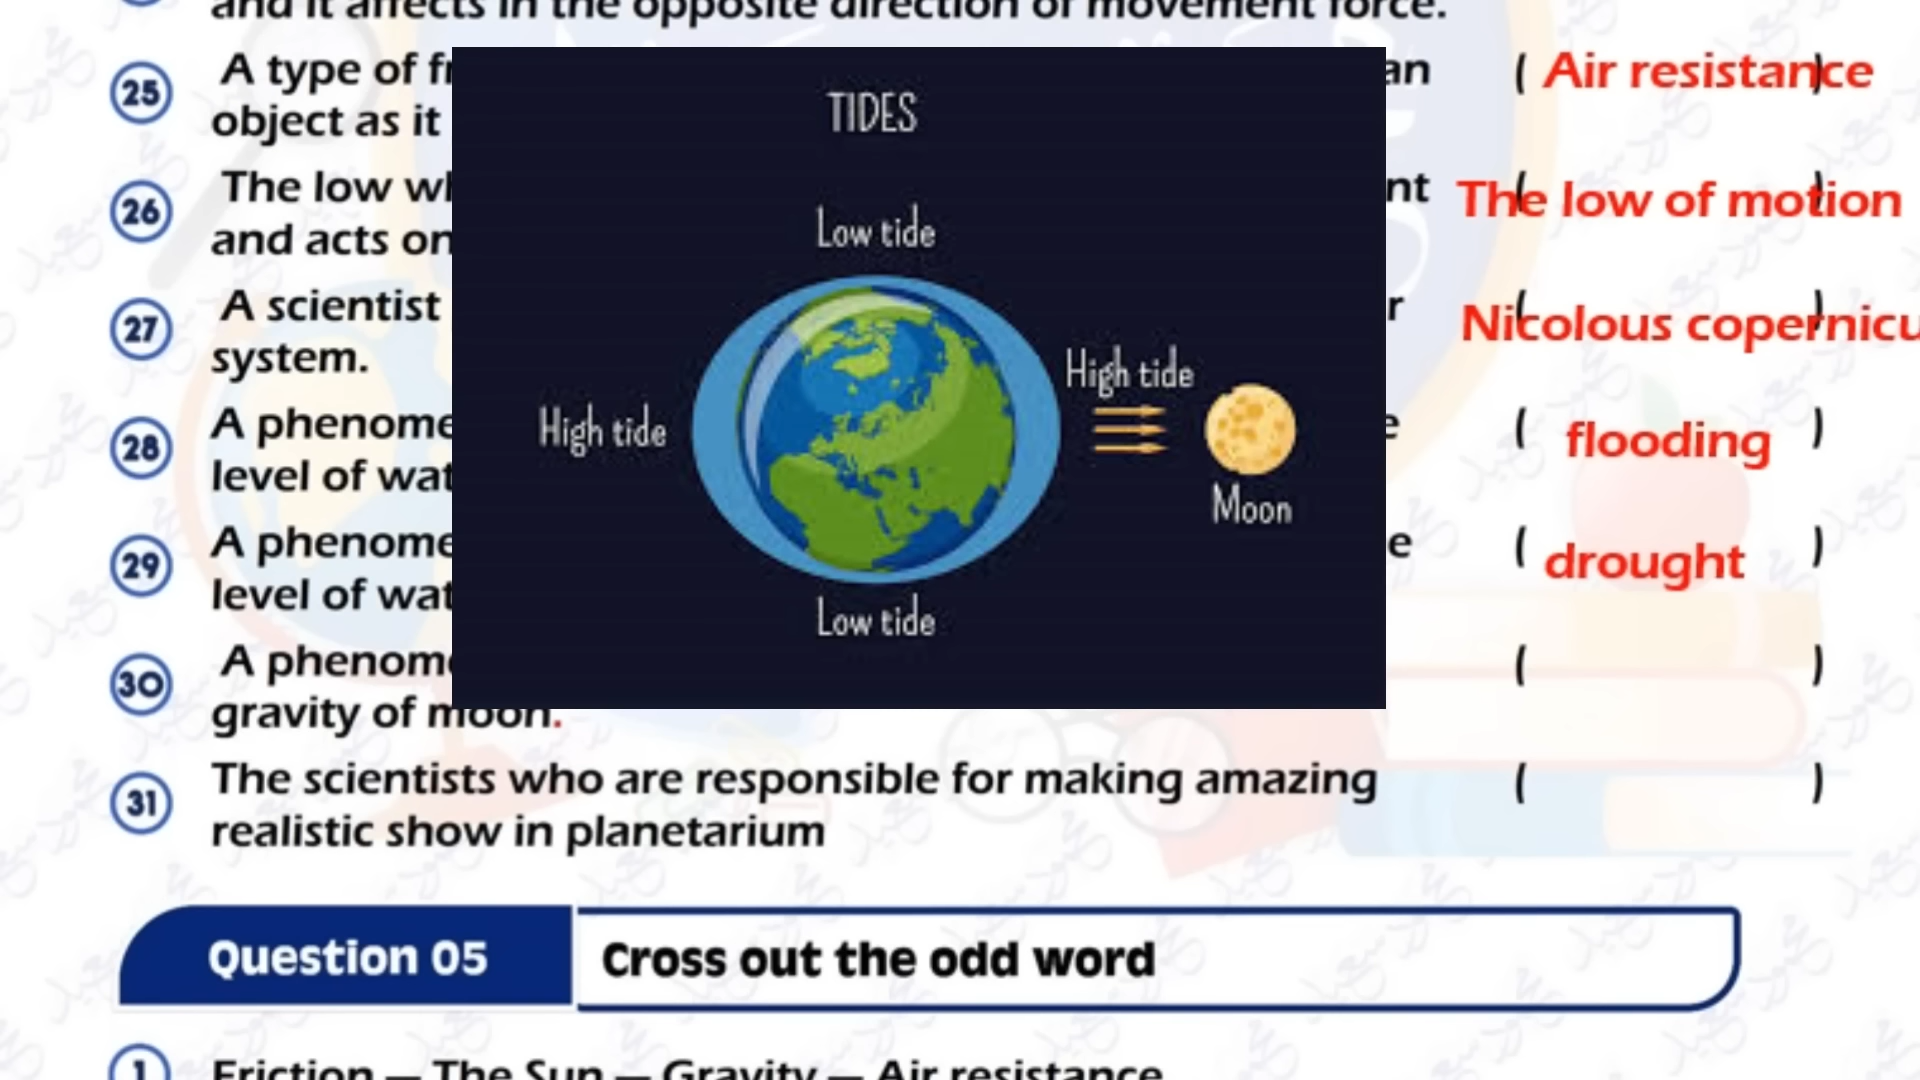 and it affects in the opposite direction of movement force.
25 A type of an ( Air resistance )
object as it
26 The low nt ( The low of motion )
and acts on
27 A scientist r ( Nicolous copernicu )
system.
28 A phenome e ( flooding )
level of wat
29 A phenome e ( drought )
level of wat
30 A phenome ( )
gravity of moon.
31 The scientists who are responsible for making amazing ( )
realistic show in planetarium
TIDES
Low tide
High tide
High tide
Moon
Low tide
Question 05 Cross out the odd word
1 Friction — The Sun — Gravity — Air resistance